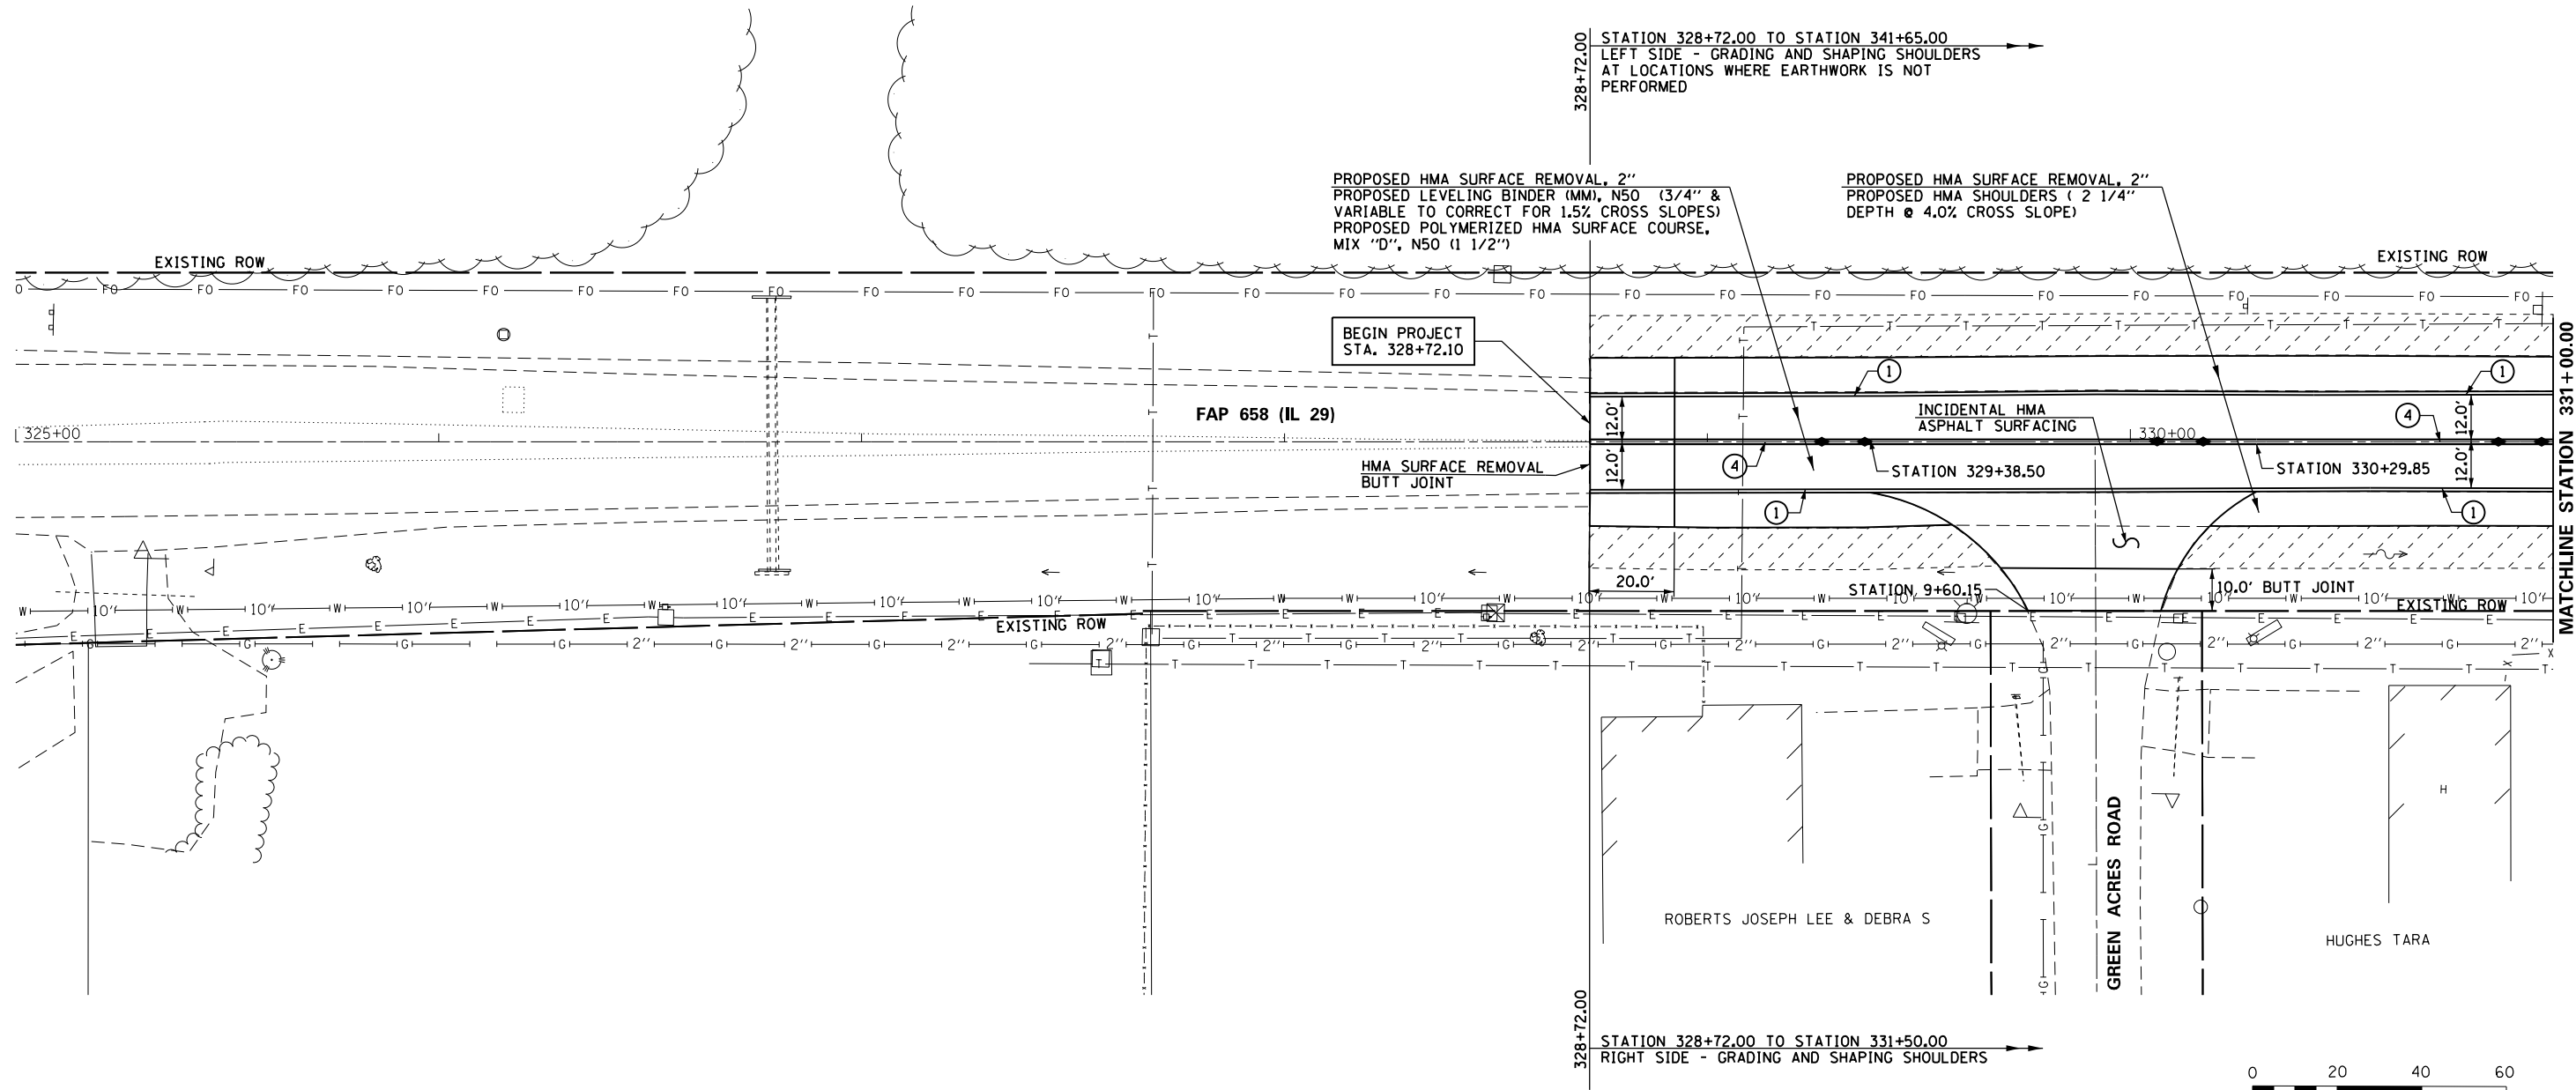 328+72.00
STATION 328+72.00 TO STATION 341+65.00
LEFT SIDE - GRADING AND SHAPING SHOULDERS
AT LOCATIONS WHERE EARTHWORK IS NOT
PERFORMED
PROPOSED HMA SURFACE REMOVAL, 2"
PROPOSED LEVELING BINDER (MM), N50 (3/4" &
VARIABLE TO CORRECT FOR 1.5% CROSS SLOPES)
PROPOSED POLYMERIZED HMA SURFACE COURSE,
MIX "D", N50 (1 1/2")
PROPOSED HMA SURFACE REMOVAL, 2"
PROPOSED HMA SHOULDERS ( 2 1/4"
DEPTH @ 4.0% CROSS SLOPE)
EXISTING ROW
EXISTING ROW
BEGIN PROJECT
STA. 328+72.10
1
1
FAP 658 (IL 29)
12.0'
INCIDENTAL HMA
ASPHALT SURFACING
4
12.0'
325+00
330+00
HMA SURFACE REMOVAL
BUTT JOINT
12.0'
4
STATION 329+38.50
STATION 330+29.85
12.0'
1
1
MATCHLINE STATION 331+00.00
20.0'
STATION 9+60.15
10.0' BUTT JOINT
EXISTING ROW
EXISTING ROW
H
ROBERTS JOSEPH LEE & DEBRA S
GREEN ACRES ROAD
HUGHES TARA
328+72.00
STATION 328+72.00 TO STATION 331+50.00
RIGHT SIDE - GRADING AND SHAPING SHOULDERS
0 20 40 60